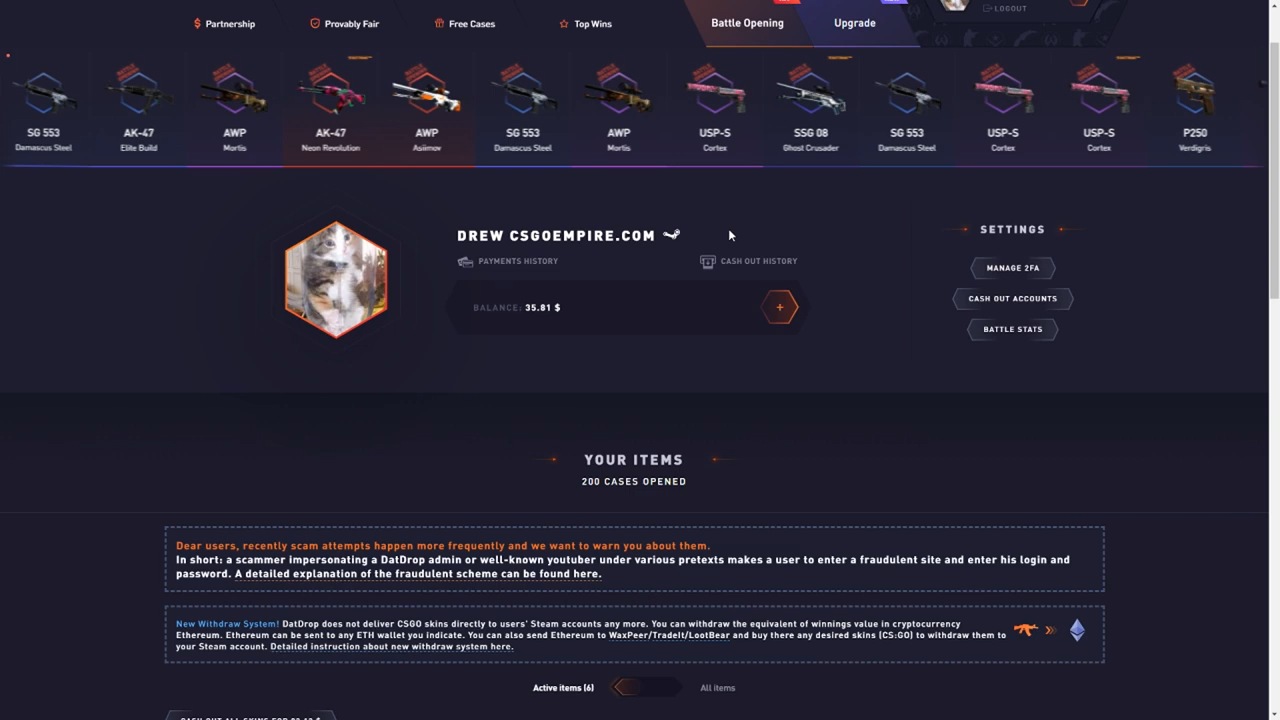 Partnership
Provably Fair
Free Cases
Top Wins
Battle Opening
Upgrade
LOGOUT
SG 553
Damascus Steel
AK-47
Elite Build
AWP
Mortis
AK-47
Neon Revolution
AWP
Asiimov
SG 553
Damascus Steel
AWP
Mortis
USP-S
Cortex
SSG 08
Ghost Crusader
SG 553
Damascus Steel
USP-S
Cortex
USP-S
Cortex
P250
Verdigris
DREW CSGOEMPIRE.COM
PAYMENTS HISTORY
CASH OUT HISTORY
BALANCE: 35.81 $
+
SETTINGS
MANAGE 2FA
CASH OUT ACCOUNTS
BATTLE STATS
YOUR ITEMS
200 CASES OPENED
Dear users, recently scam attempts happen more frequently and we want to warn you about them.
In short: a scammer impersonating a DatDrop admin or well-known youtuber under various pretexts makes a user to enter a fraudulent site and enter his login and
password. A detailed explanation of the fraudulent scheme can be found here.
New Withdraw System! DatDrop does not deliver CSGO skins directly to users' Steam accounts any more. You can withdraw the equivalent of winnings value in cryptocurrency
Ethereum. Ethereum can be sent to any ETH wallet you indicate. You can also send Ethereum to WaxPeer/TradeIt/LootBear and buy there any desired skins (CS:GO) to withdraw them to
your Steam account. Detailed instruction about new withdraw system here.
Active items (6)
All items
CASH OUT ALL SKINS FOR